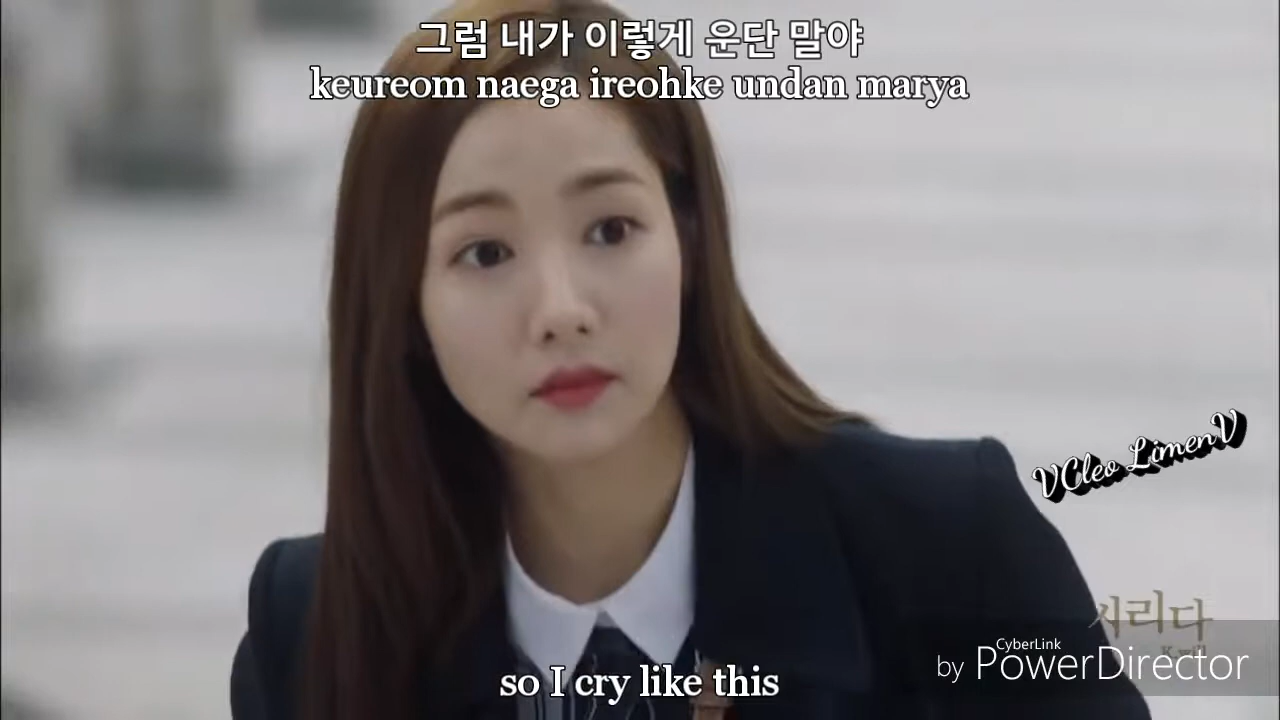 그럼 내가 이렇게 운단 말야
keureom naega ireohke undan marya
VCleo LimenV
시리다
K.will
CyberLink
by PowerDirector
so I cry like this